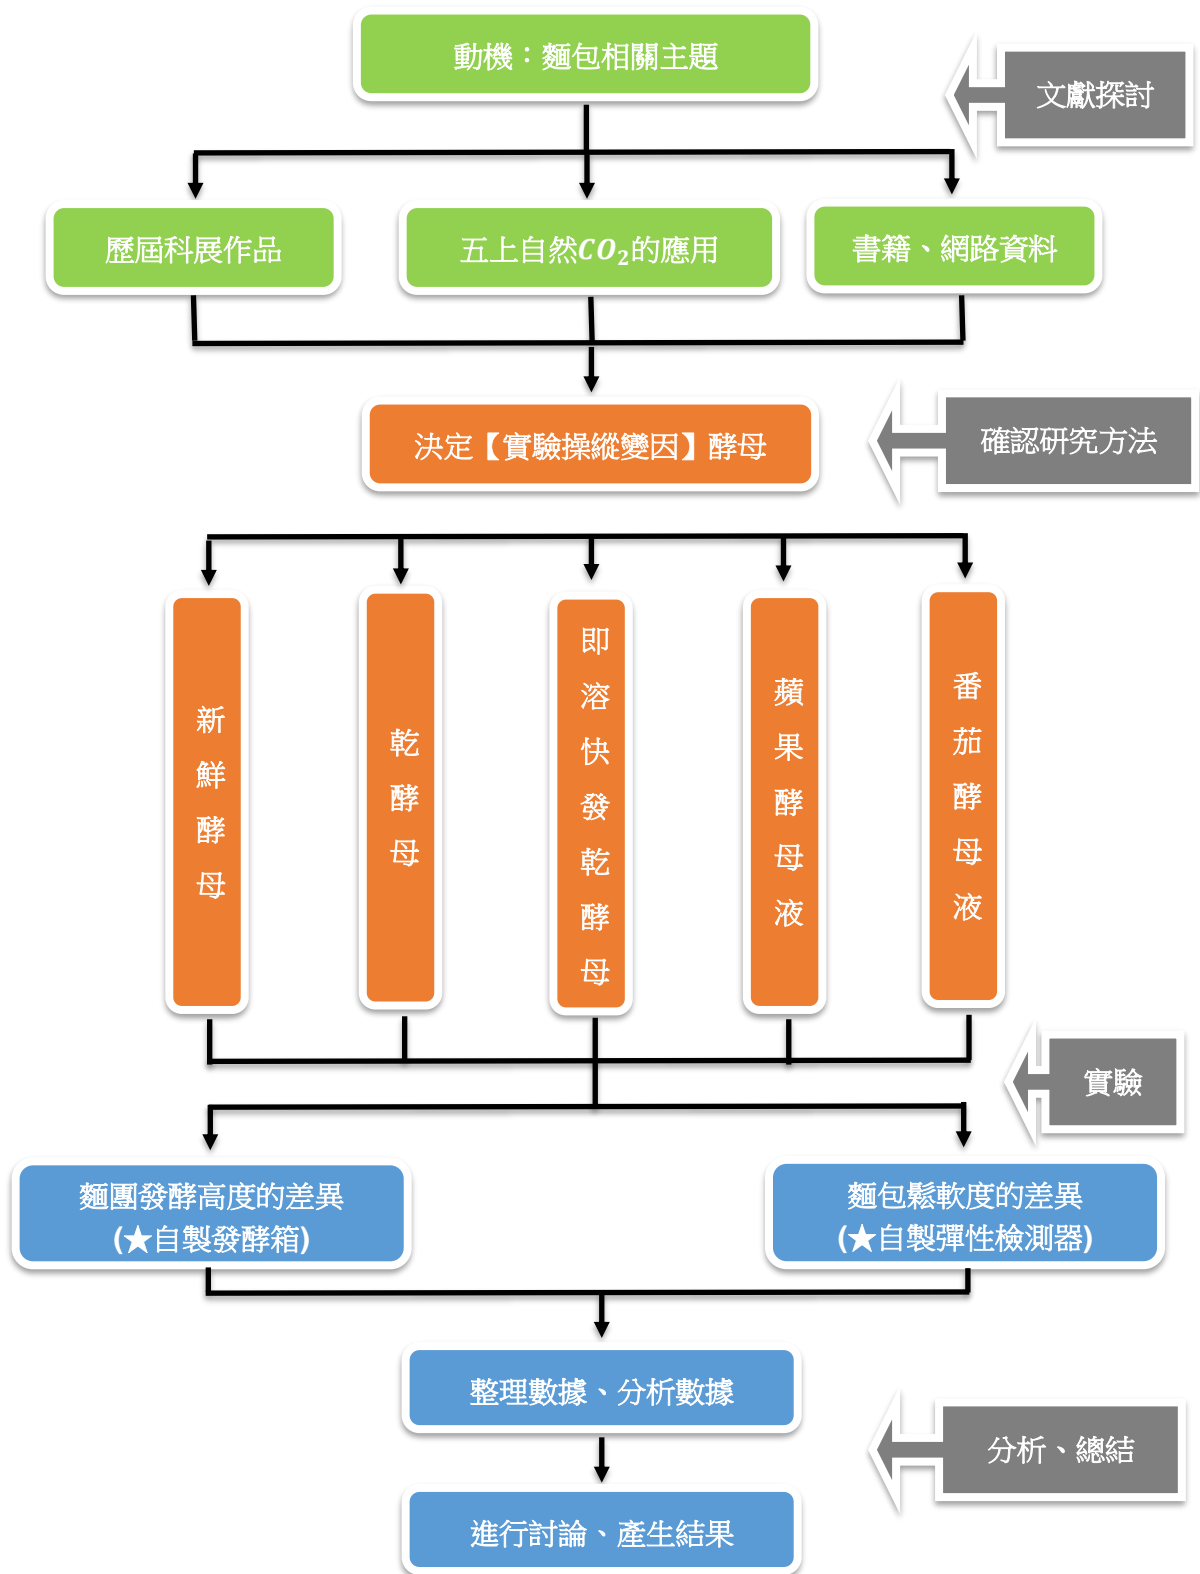 動機：麵包相關主題
文獻探討
歷屆科展作品
五上自然CO₂的應用
書籍、網路資料
決定【實驗操縱變因】酵母
確認研究方法
新鮮酵母
乾酵母
即溶快發乾酵母
蘋果酵母液
番茄酵母液
實驗
麵團發酵高度的差異
(★自製發酵箱)
麵包鬆軟度的差異
(★自製彈性檢測器)
整理數據、分析數據
分析、總結
進行討論、產生結果